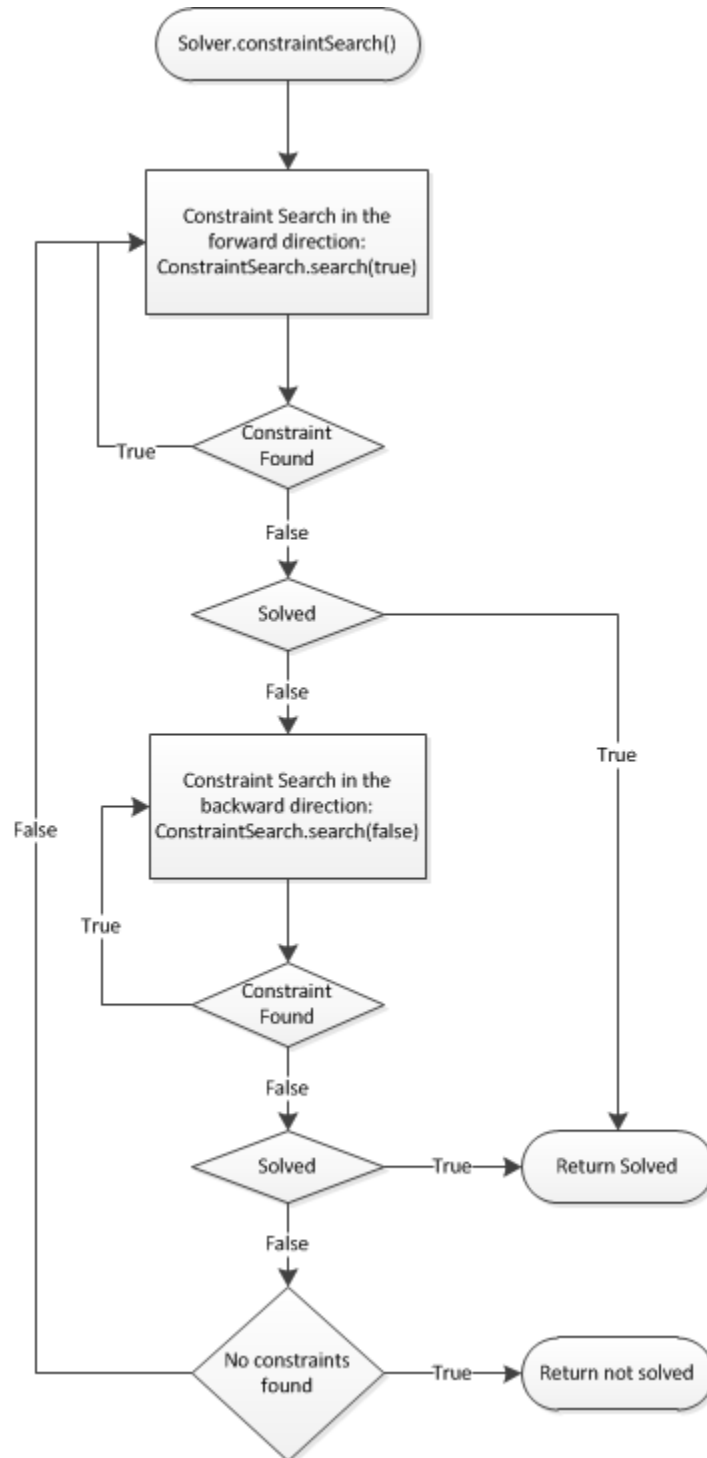 Solver.constraintSearch()
Constraint Search in the
forward direction:
ConstraintSearch.search(true)
Constraint
Found
True
False
Solved
False
True
Constraint Search in the
backward direction:
ConstraintSearch.search(false)
False
True
Constraint
Found
False
Solved
True
Return Solved
False
No constraints
found
True
Return not solved